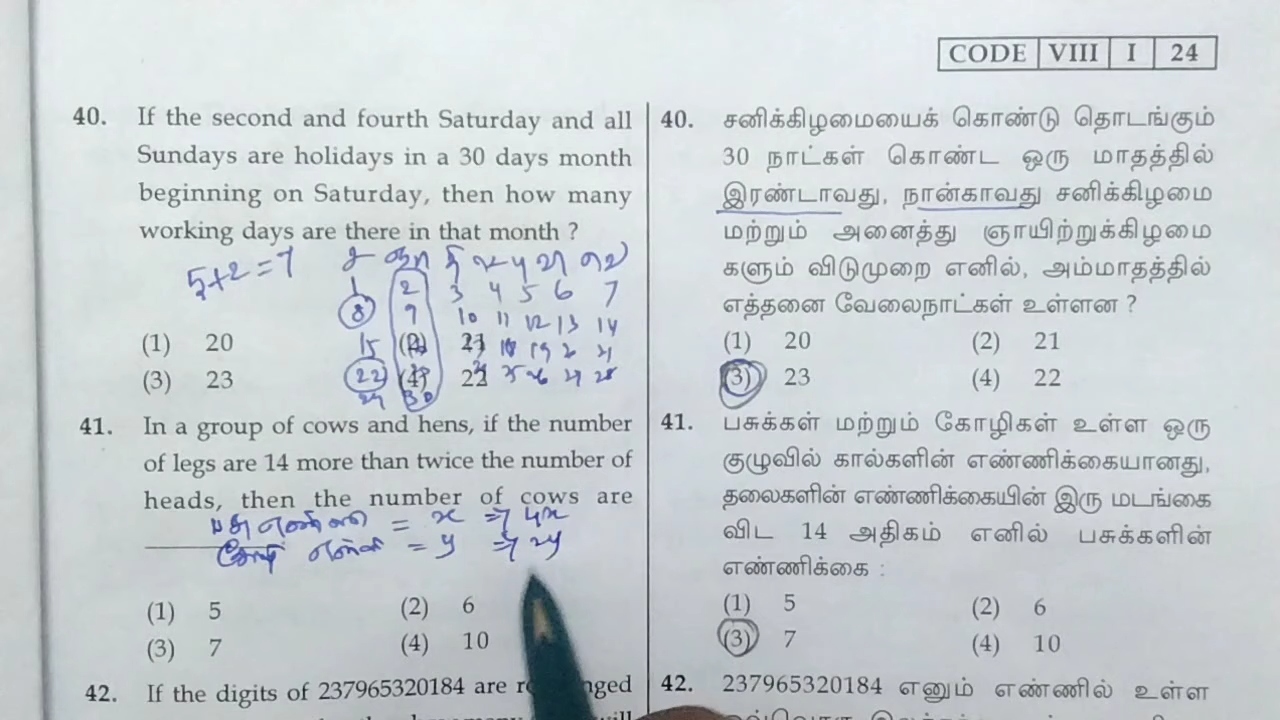 CODE VIII I 24
40. If the second and fourth Saturday and all
Sundays are holidays in a 30 days month
beginning on Saturday, then how many
working days are there in that month ?
5+2=7
1 2 3 4 5 6 7
8 9 10 11 12 13 14
15
22
29 30
(1) 20 (2) 21
(3) 23 (4) 22
41. In a group of cows and hens, if the number
of legs are 14 more than twice the number of
heads, then the number of cows are
= x ⇒ 4x
= y ⇒ 2y
(1) 5 (2) 6
(3) 7 (4) 10
42. If the digits of 237965320184 are
40. சனிக்கிழமையைக் கொண்டு தொடங்கும்
30 நாட்கள் கொண்ட ஒரு மாதத்தில்
இரண்டாவது, நான்காவது சனிக்கிழமை
மற்றும் அனைத்து ஞாயிற்றுக்கிழமை
களும் விடுமுறை எனில், அம்மாதத்தில்
எத்தனை வேலைநாட்கள் உள்ளன ?
(1) 20 (2) 21
(3) 23 (4) 22
41. பசுக்கள் மற்றும் கோழிகள் உள்ள ஒரு
குழுவில் கால்களின் எண்ணிக்கையானது,
தலைகளின் எண்ணிக்கையின் இரு மடங்கை
விட 14 அதிகம் எனில் பசுக்களின்
எண்ணிக்கை :
(1) 5 (2) 6
(3) 7 (4) 10
42. 237965320184 எனும் எண்ணில் உள்ள